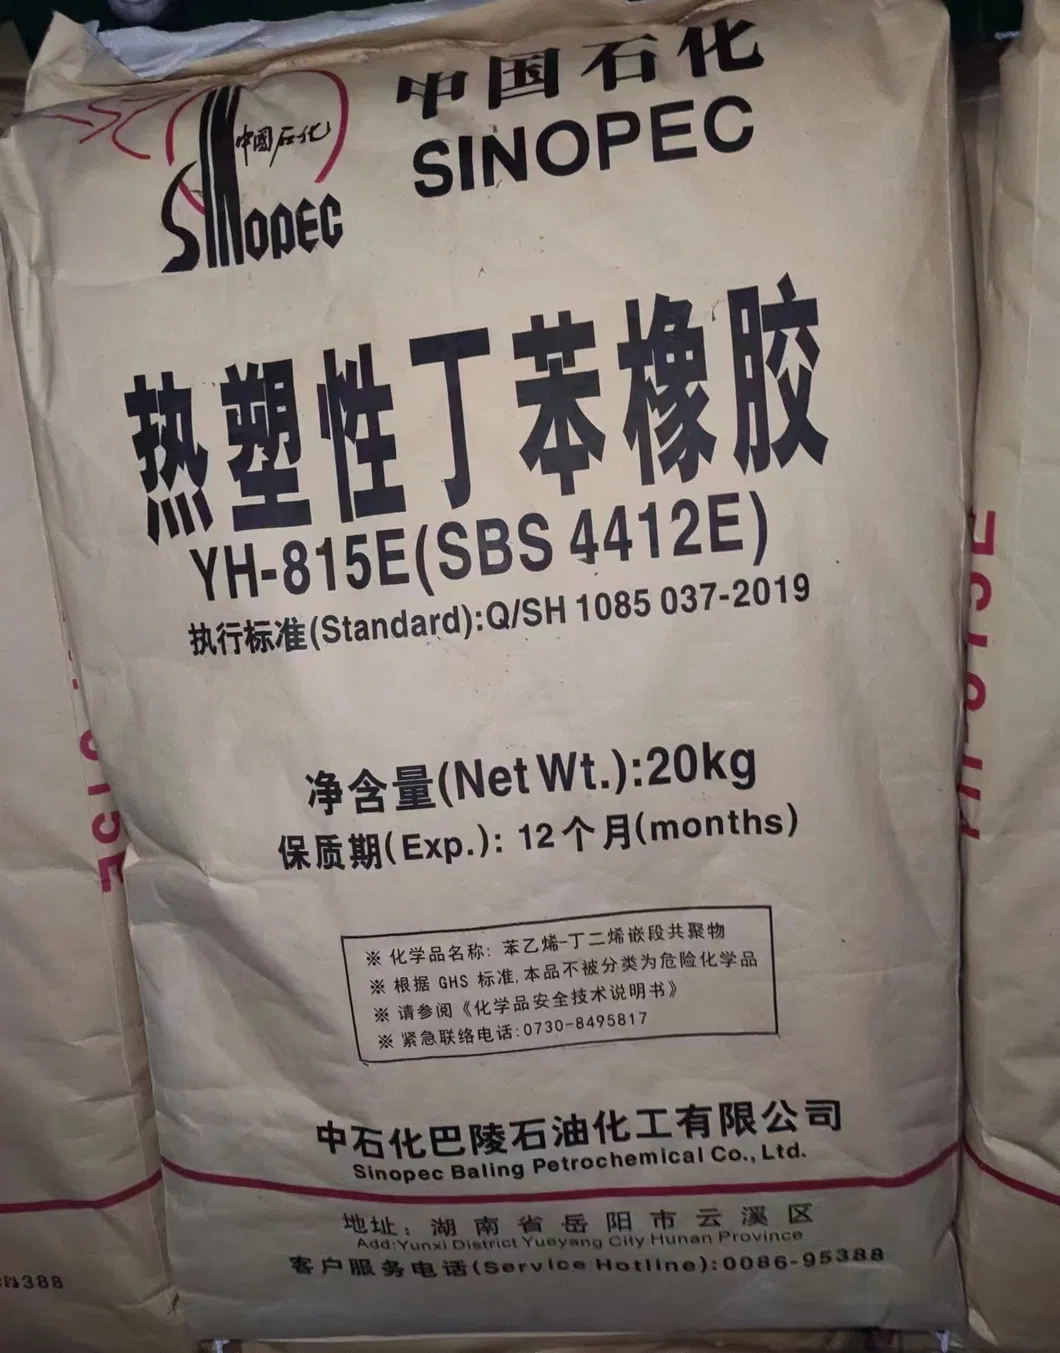 中国石化
SINOPEC
中國石化
SINOPEC
热塑性丁苯橡胶
YH-815E(SBS 4412E)
执行标准(Standard):Q/SH 1085 037-2019
净含量(Net Wt.):20kg
保质期(Exp.): 12个月(months)
※ 化学品名称: 苯乙烯-丁二烯嵌段共聚物
※ 根据 GHS 标准,本品不被分类为危险化学品
※ 请参阅《化学品安全技术说明书》
※ 紧急联络电话:0730-8495817
中石化巴陵石油化工有限公司
Sinopec Baling Petrochemical Co., Ltd.
地址: 湖南省岳阳市云溪区
Add:Yunxi District Yueyang City Hunan Province
客户服务电话(Service Hotline):0086-95388